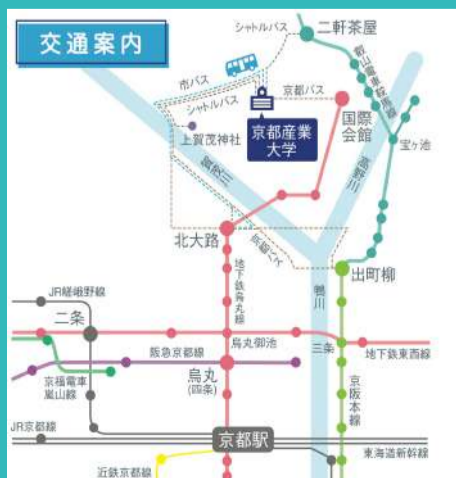 交通案内
シャトルバス
二軒茶屋
叡山電車鞍馬線
市バス
シャトルバス
京都バス
上賀茂神社
京都産業
大学
国際
会館
宝ヶ池
賀茂川
高野川
北大路
京都バス
出町柳
地下鉄烏丸線
鴨川
JR嵯峨野線
二条
烏丸御池
三条
地下鉄東西線
阪急京都線
烏丸
(四条)
京福電車
嵐山線
京阪本線
JR京都線
京都駅
東海道新幹線
近鉄京都線